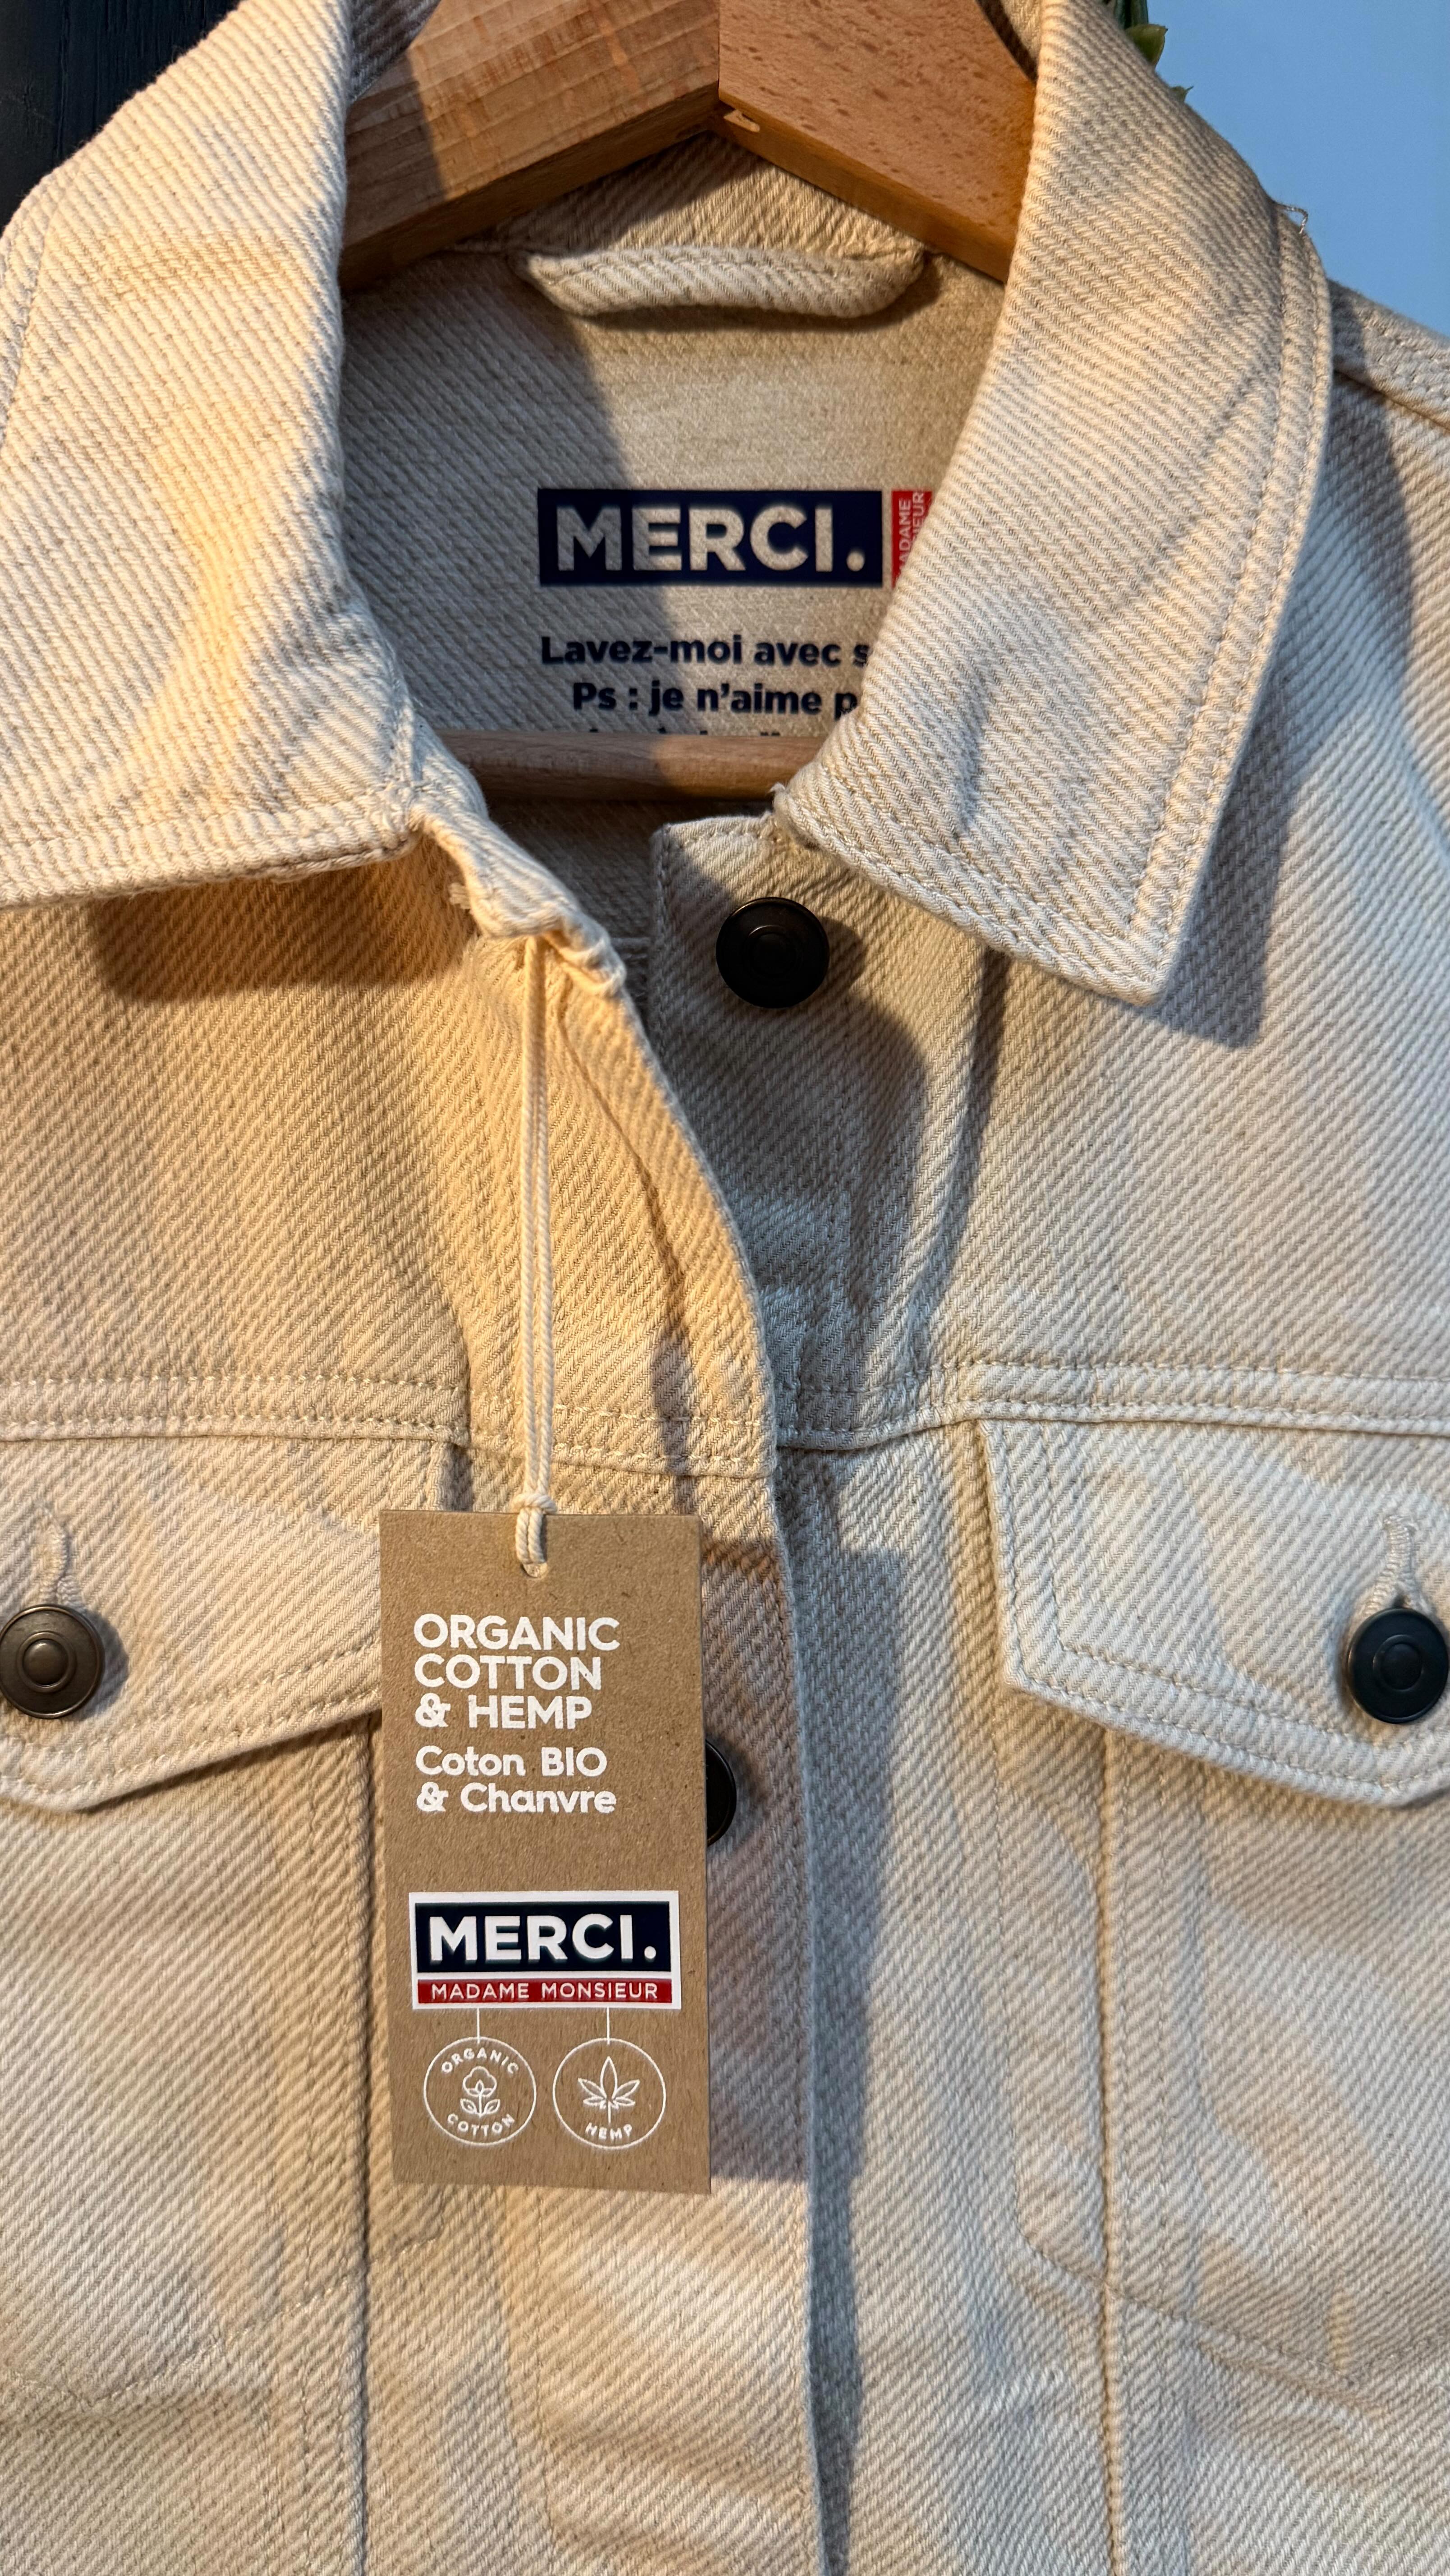 MERCI.
MADAME
Lavez-moi avec
Ps : je n'aime
ORGANIC
COTTON
& HEMP
Coton BIO
& Chanvre
MERCI.
MADAME MONSIEUR
ORGANIC
COTTON
HEMP